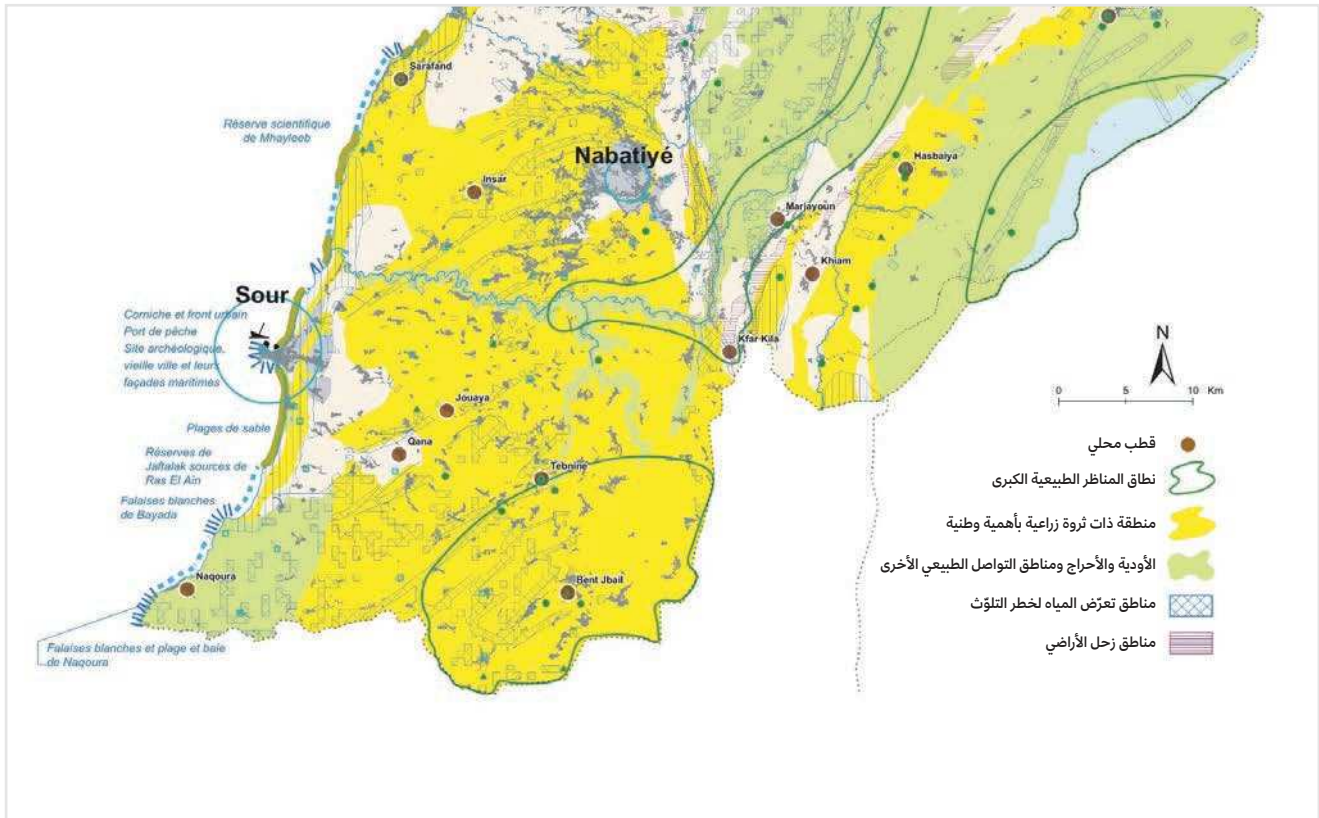 Sarafand
Réserve scientifique
de Mhayleeb
Nabatiyé
Hasbaiya
Insar
Marjayoun
Khiam
Sour
Corniche et front urbain
Port de pêche
Site archéologique,
vieille ville et leurs
façades maritimes
Kfar Kila
N
0 5 10 Km
Jouaya
Plages de sable
Qana
Réserves de
Jaftalak sources de
Ras El Ain
Tebnine
Falaises blanches
de Bayada
Naqoura
Bent Jbail
Falaises blanches et plage et baie
de Naqoura
قطب محلي
نطاق المناظر الطبيعية الكبرى
منطقة ذات ثروة زراعية بأهمية وطنية
الأودية والأحراج ومناطق التواصل الطبيعي الأخرى
مناطق تعرّض المياه لخطر التلوّث
مناطق زحل الأراضي